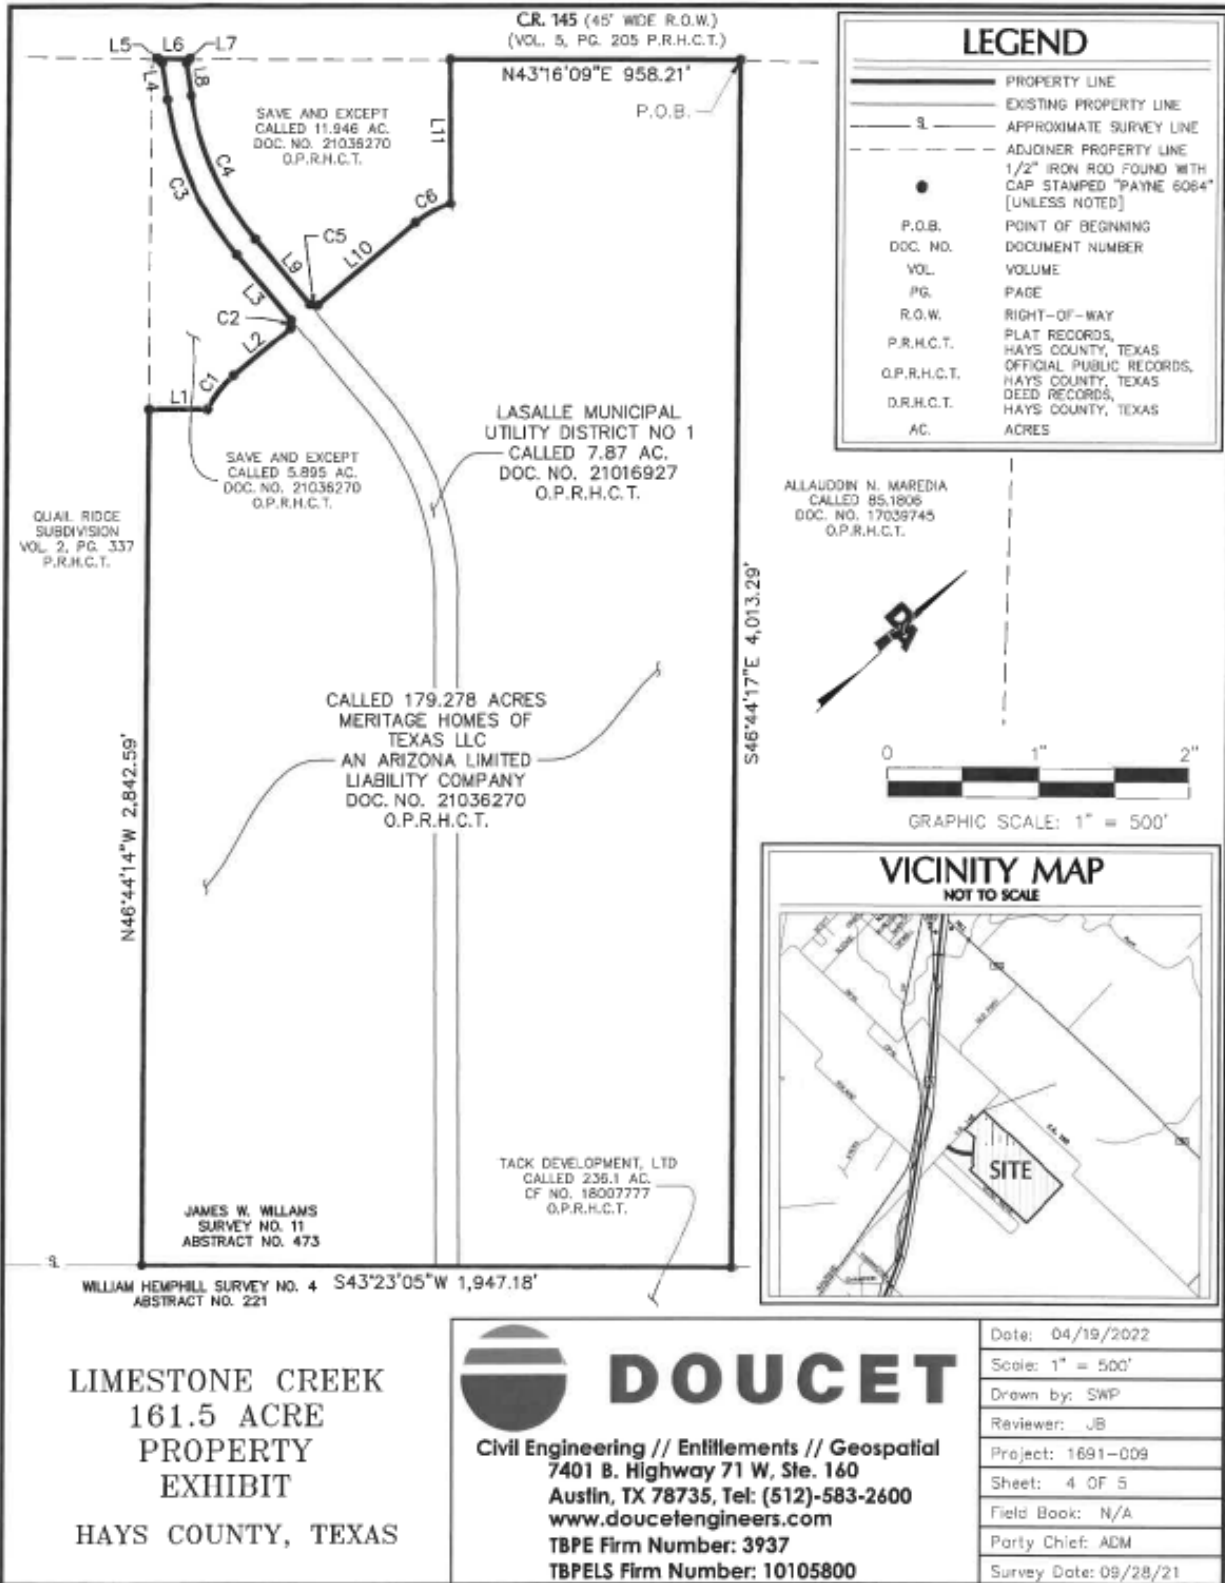 C.R. 145 (45' WIDE R.O.W.)
(VOL. 5, PG. 205 P.R.H.C.T.)
N43°16'09"E 958.21'
P.O.B.
L5
L6
L7
L4
L8
SAVE AND EXCEPT
CALLED 11.946 AC.
DOC. NO. 21036270
O.P.R.H.C.T.
L11
C4
C3
C6
C5
L9
L10
L3
C2
L2
C1
L1
SAVE AND EXCEPT
CALLED 5.895 AC.
DOC. NO. 21036270
O.P.R.H.C.T.
LASALLE MUNICIPAL
UTILITY DISTRICT NO 1
CALLED 7.87 AC.
DOC. NO. 21016927
O.P.R.H.C.T.
QUAIL RIDGE
SUBDIVISION
VOL. 2, PG. 337
P.R.H.C.T.
LEGEND
PROPERTY LINE
EXISTING PROPERTY LINE
APPROXIMATE SURVEY LINE
ADJOINER PROPERTY LINE
1/2" IRON ROD FOUND WITH
CAP STAMPED "PAYNE 6064"
[UNLESS NOTED]
P.O.B. POINT OF BEGINNING
DOC. NO. DOCUMENT NUMBER
VOL. VOLUME
PG. PAGE
R.O.W. RIGHT-OF-WAY
P.R.H.C.T. PLAT RECORDS,
HAYS COUNTY, TEXAS
O.P.R.H.C.T. OFFICIAL PUBLIC RECORDS,
HAYS COUNTY, TEXAS
D.R.H.C.T. DEED RECORDS,
HAYS COUNTY, TEXAS
AC. ACRES
ALLAUDDIN N. MAREDIA
CALLED 85.1806
DOC. NO. 17039745
O.P.R.H.C.T.
S46°44'17"E 4,013.29'
CALLED 179.278 ACRES
MERITAGE HOMES OF
TEXAS LLC
AN ARIZONA LIMITED
LIABILITY COMPANY
DOC. NO. 21036270
O.P.R.H.C.T.
N46°44'14"W 2,842.59'
0 1" 2"
GRAPHIC SCALE: 1" = 500'
VICINITY MAP
NOT TO SCALE
SITE
TACK DEVELOPMENT, LTD
CALLED 236.1 AC.
CF NO. 18007777
O.P.R.H.C.T.
JAMES W. WILLAMS
SURVEY NO. 11
ABSTRACT NO. 473
WILLIAM HEMPHILL SURVEY NO. 4
ABSTRACT NO. 221
S43°23'05"W 1,947.18'
LIMESTONE CREEK
161.5 ACRE
PROPERTY
EXHIBIT
HAYS COUNTY, TEXAS
DOUCET
Civil Engineering // Entitlements // Geospatial
7401 B. Highway 71 W, Ste. 160
Austin, TX 78735, Tel: (512)-583-2600
www.doucetengineers.com
TBPE Firm Number: 3937
TBPELS Firm Number: 10105800
Date: 04/19/2022
Scale: 1" = 500'
Drawn by: SWP
Reviewer: JB
Project: 1691-009
Sheet: 4 OF 5
Field Book: N/A
Party Chief: ADM
Survey Date: 09/28/21